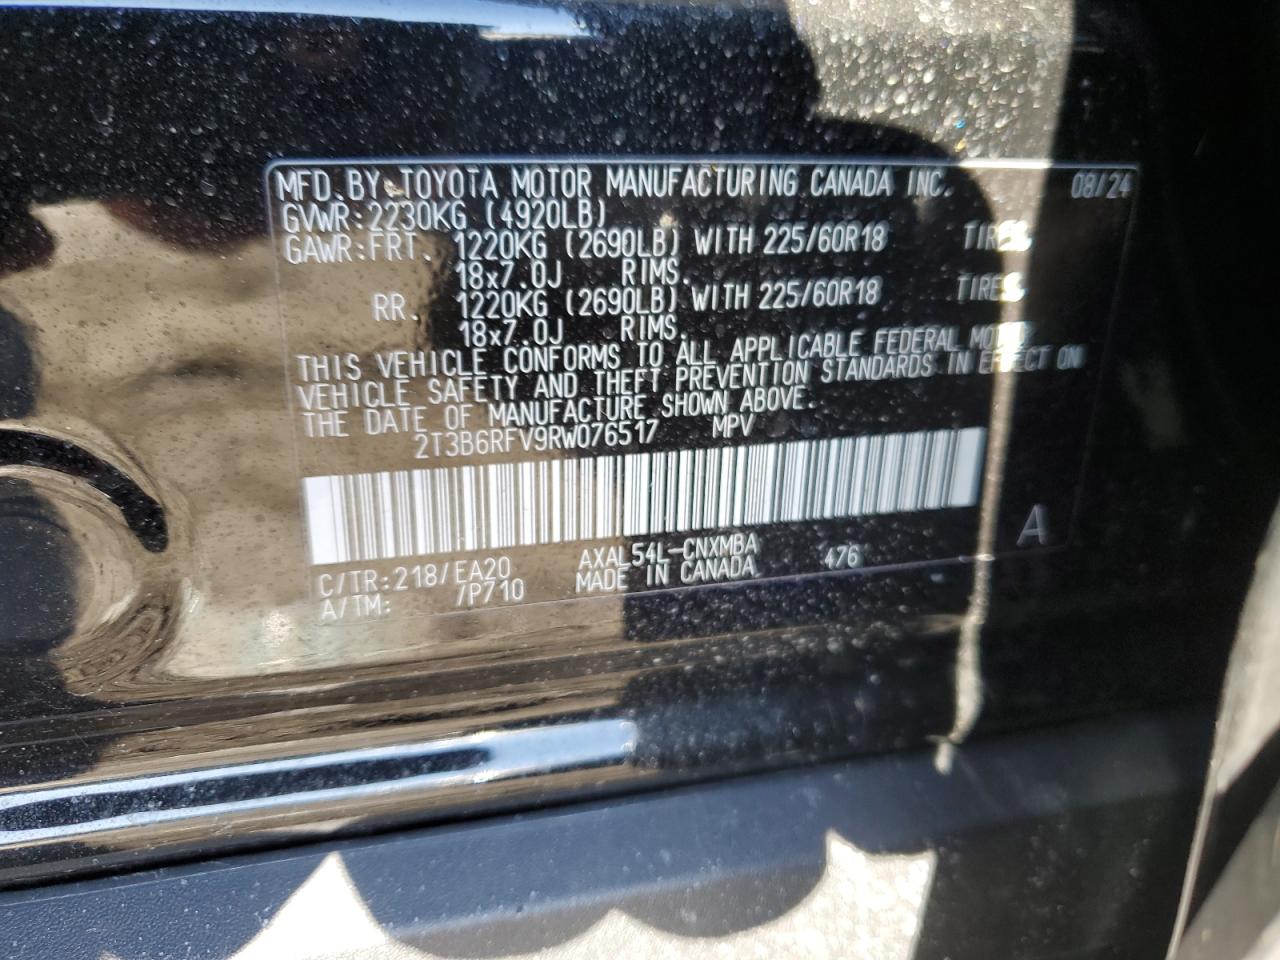 MFD.BY TOYOTA MOTOR MANUFACTURING CANADA INC. 08/24
GVWR:2230KG (4920LB)
GAWR:FRT. 1220KG (2690LB) WITH 225/60R18 TIRES,
18x7.0J RIMS.
RR. 1220KG (2690LB) WITH 225/60R18 TIRES,
18x7.0J RIMS.
THIS VEHICLE CONFORMS TO ALL APPLICABLE FEDERAL MOTOR
VEHICLE SAFETY AND THEFT PREVENTION STANDARDS IN EFFECT ON
THE DATE OF MANUFACTURE SHOWN ABOVE.
2T3B6RFV9RW076517 MPV
A
C/TR:218/EA20 AXAL54L-CNXMBA 476
A/TM: /P710 MADE IN CANADA